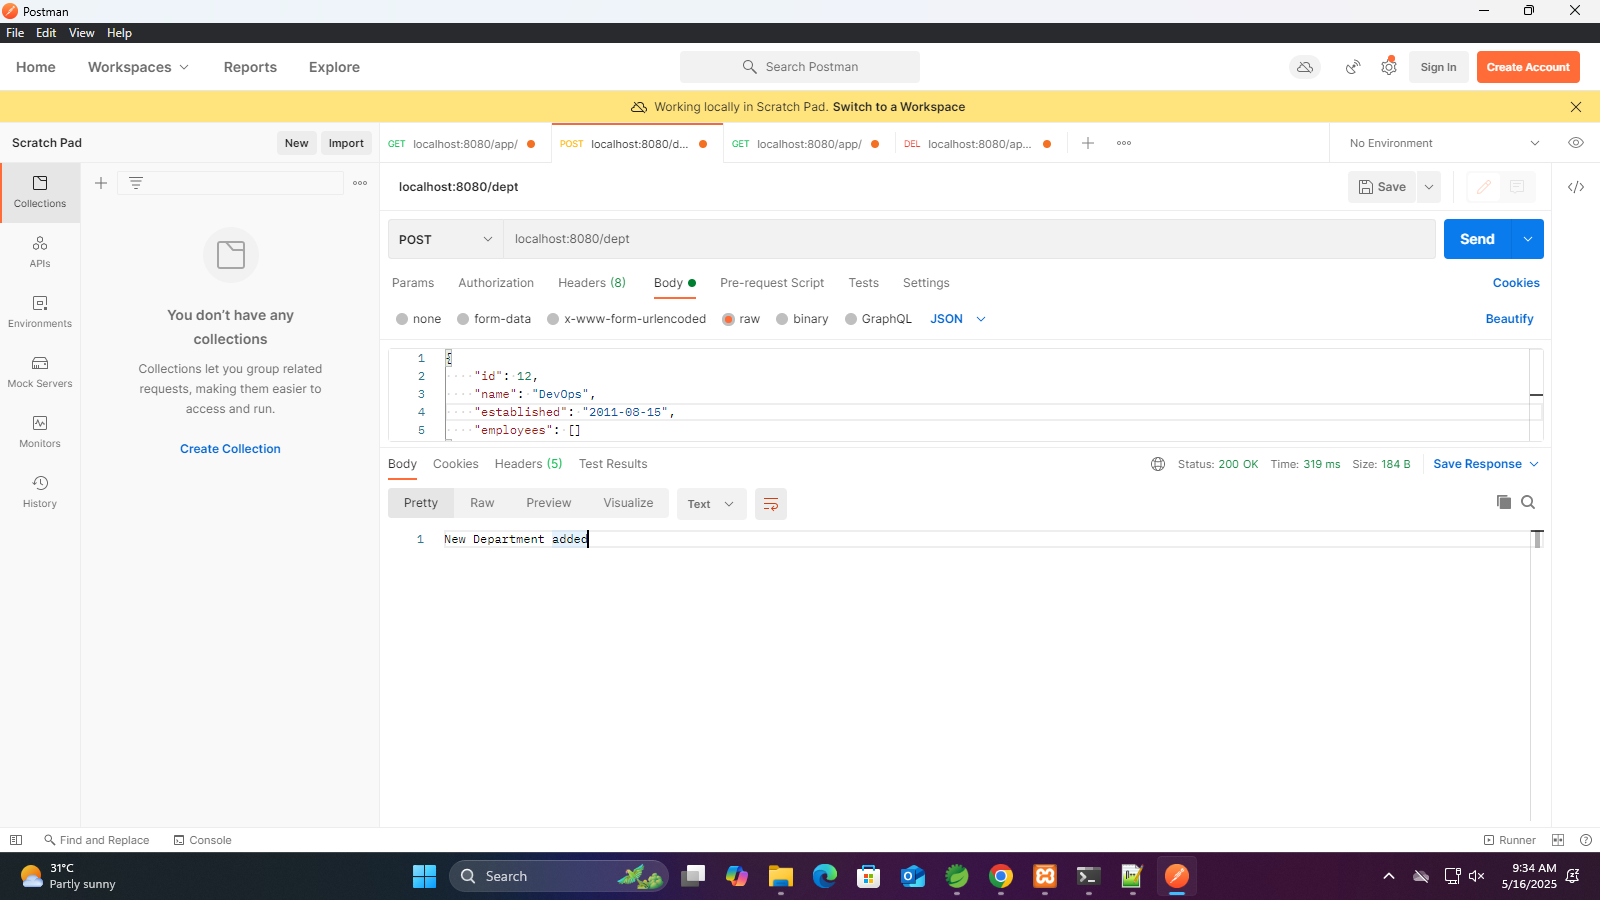 Postman
File Edit View Help
Home Workspaces Reports Explore
Search Postman
Sign In
Create Account
Working locally in Scratch Pad. Switch to a Workspace
Scratch Pad
New
Import
GET localhost:8080/app/
POST localhost:8080/d...
GET localhost:8080/app/
DEL localhost:8080/ap...
No Environment
Collections
APIs
Environments
Mock Servers
Monitors
History
You don't have any
collections
Collections let you group related
requests, making them easier to
access and run.
Create Collection
localhost:8080/dept
Save
POST
localhost:8080/dept
Send
Params Authorization Headers (8) Body Pre-request Script Tests Settings
Cookies
none form-data x-www-form-urlencoded raw binary GraphQL JSON
Beautify
1 {
2 "id": 12,
3 "name": "DevOps",
4 "established": "2011-08-15",
5 "employees": []
Body Cookies Headers (5) Test Results
Status: 200 OK Time: 319 ms Size: 184 B
Save Response
Pretty Raw Preview Visualize Text
1 New Department added
Find and Replace
Console
Runner
31°C
Partly sunny
Search
9:34 AM
5/16/2025